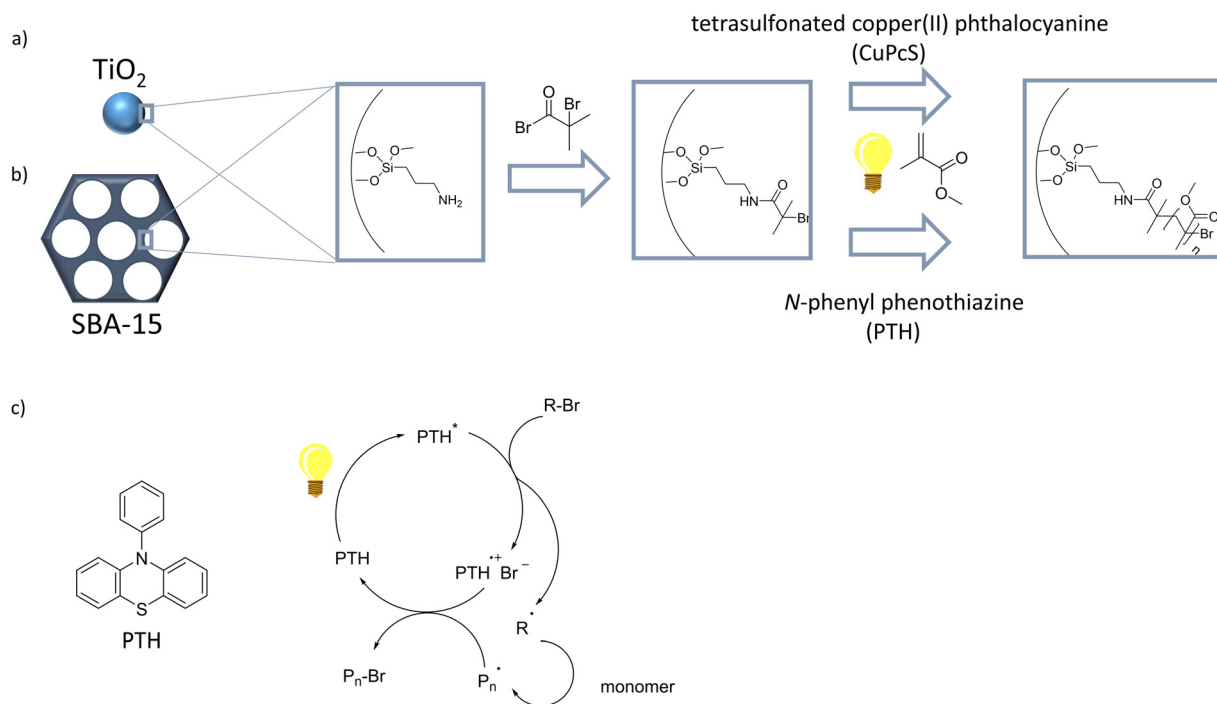 a)
tetrasulfonated copper(II) phthalocyanine
(CuPcS)
TiO2
b)
SBA-15
O
Br
Br
O
O
Si
O
NH2
O
O
Si
O
O
HN
Br
O
O
O
O
Si
O
O
HN
O
O
Br
n
N-phenyl phenothiazine
(PTH)
c)
R-Br
PTH*
N
S
PTH
PTH
PTH•+Br−
R•
Pn-Br
Pn•
monomer